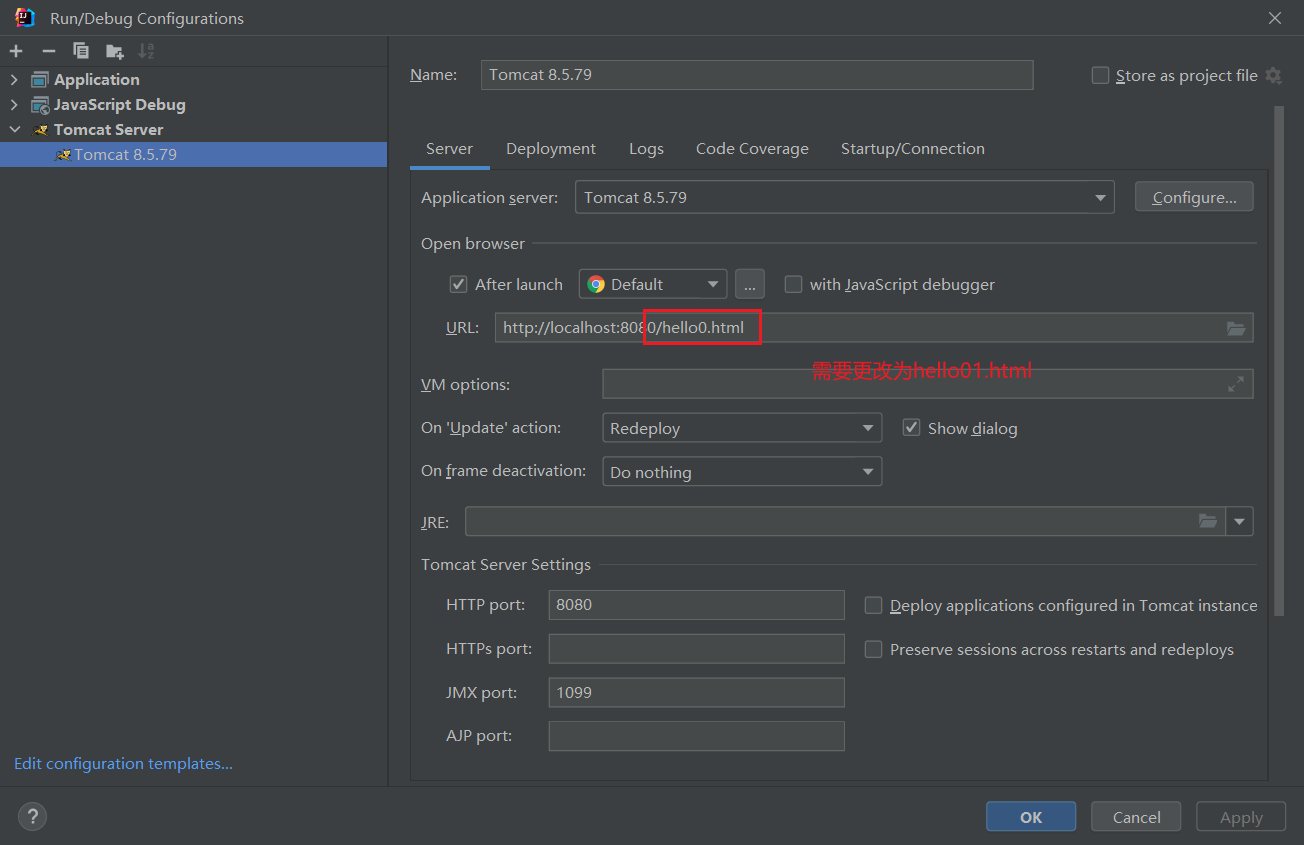 Run/Debug Configurations
Application
JavaScript Debug
Tomcat Server
Tomcat 8.5.79
Edit configuration templates...
Name: Tomcat 8.5.79 Store as project file
Server Deployment Logs Code Coverage Startup/Connection
Application server: Tomcat 8.5.79 Configure...
Open browser
After launch Default ... with JavaScript debugger
URL: http://localhost:8080/hello0.html
需要更改为hello01.html
VM options:
On 'Update' action: Redeploy Show dialog
On frame deactivation: Do nothing
JRE:
Tomcat Server Settings
HTTP port: 8080 Deploy applications configured in Tomcat instance
HTTPs port: Preserve sessions across restarts and redeploys
JMX port: 1099
AJP port:
? OK Cancel Apply